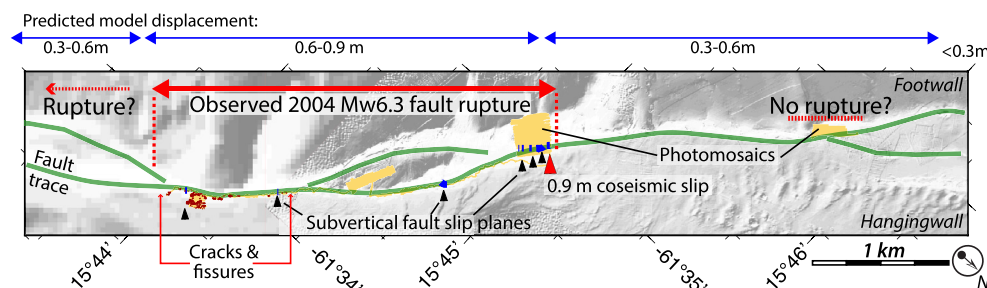 Predicted model displacement:
0.3-0.6m
0.6-0.9 m
0.3-0.6m
<0.3m
Footwall
Rupture?
Observed 2004 Mw6.3 fault rupture
No rupture?
Fault
trace
Photomosaics
0.9 m coseismic slip
Subvertical fault slip planes
Hangingwall
Cracks &
fissures
15°44'
-61°34'
15°45'
-61°35'
15°46'
1 km
N